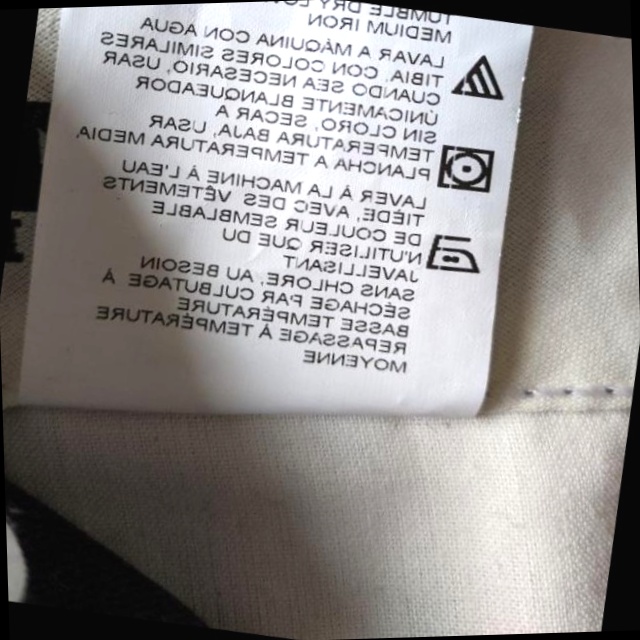 TUMBLE DRY LOW
MEDIUM IRON
LAVAR A MÁQUINA CON AGUA
TIBIA, CON COLORES SIMILARES
CUANDO SEA NECESARIO, USAR
ÚNICAMENTE BLANQUEADOR
SIN CLORO, SECAR A
TEMPERATURA BAJA, USAR
PLANCHA A TEMPERATURA MEDIA
LAVER À LA MACHINE À L'EAU
TIÈDE, AVEC DES VÊTEMENTS
DE COULEUR SEMBLABLE
N'UTILISER QUE DU
JAVELLISANT
SANS CHLORE, AU BESOIN
SÉCHAGE PAR CULBUTAGE À
BASSE TEMPÉRATURE
REPASSAGE À TEMPÉRATURE
MOYENNE